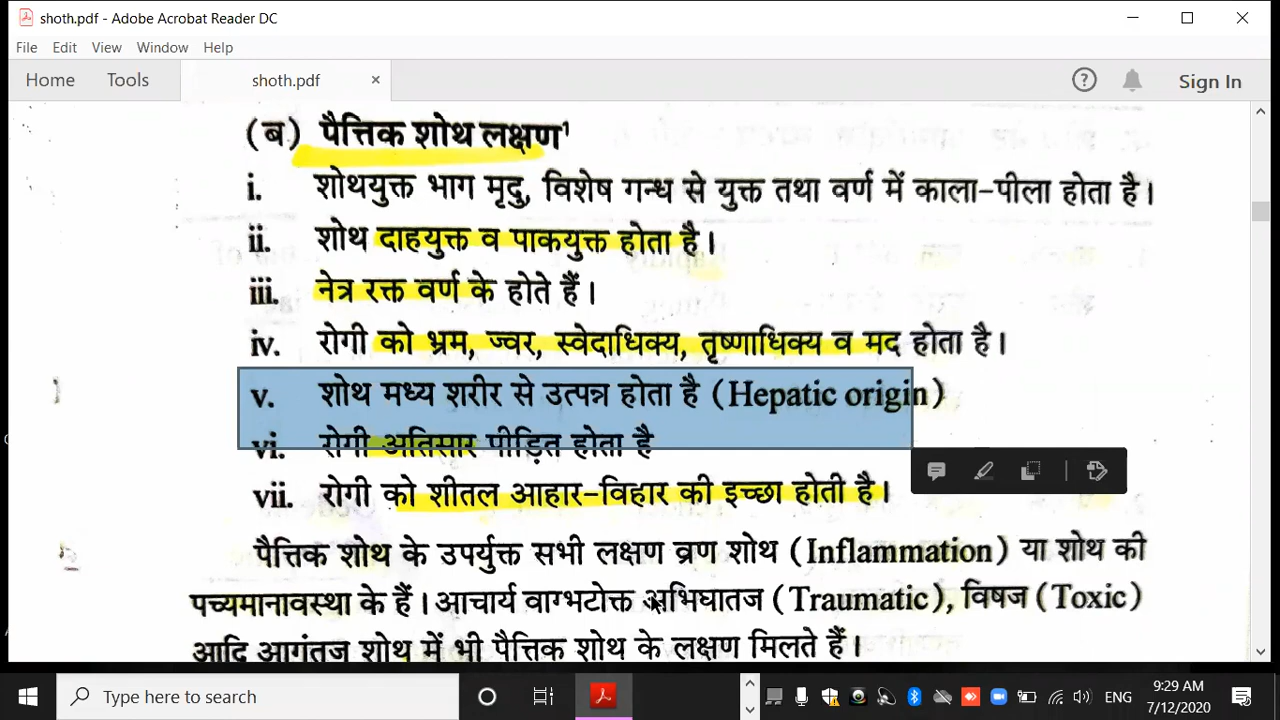 shoth.pdf - Adobe Acrobat Reader DC
File Edit View Window Help
Home Tools shoth.pdf × ? Sign In
(ब) पैत्तिक शोथ लक्षण¹
i. शोथयुक्त भाग मृदु, विशेष गन्ध से युक्त तथा वर्ण में काला-पीला होता है।
ii. शोथ दाहयुक्त व पाकयुक्त होता है।
iii. नेत्र रक्त वर्ण के होते हैं।
iv. रोगी को भ्रम, ज्वर, स्वेदाधिक्य, तृष्णाधिक्य व मद होता है।
v. शोथ मध्य शरीर से उत्पन्न होता है (Hepatic origin)
vi. रोगी अतिसार पीड़ित होता है
vii. रोगी को शीतल आहार-विहार की इच्छा होती है।
पैत्तिक शोथ के उपर्युक्त सभी लक्षण व्रण शोथ (Inflammation) या शोथ की
पच्यमानावस्था के हैं। आचार्य वाग्भटोक्त अभिघातज (Traumatic), विषज (Toxic)
आदि आगंतुज शोथ में भी पैत्तिक शोथ के लक्षण मिलते हैं।
Type here to search
ENG
9:29 AM
7/12/2020